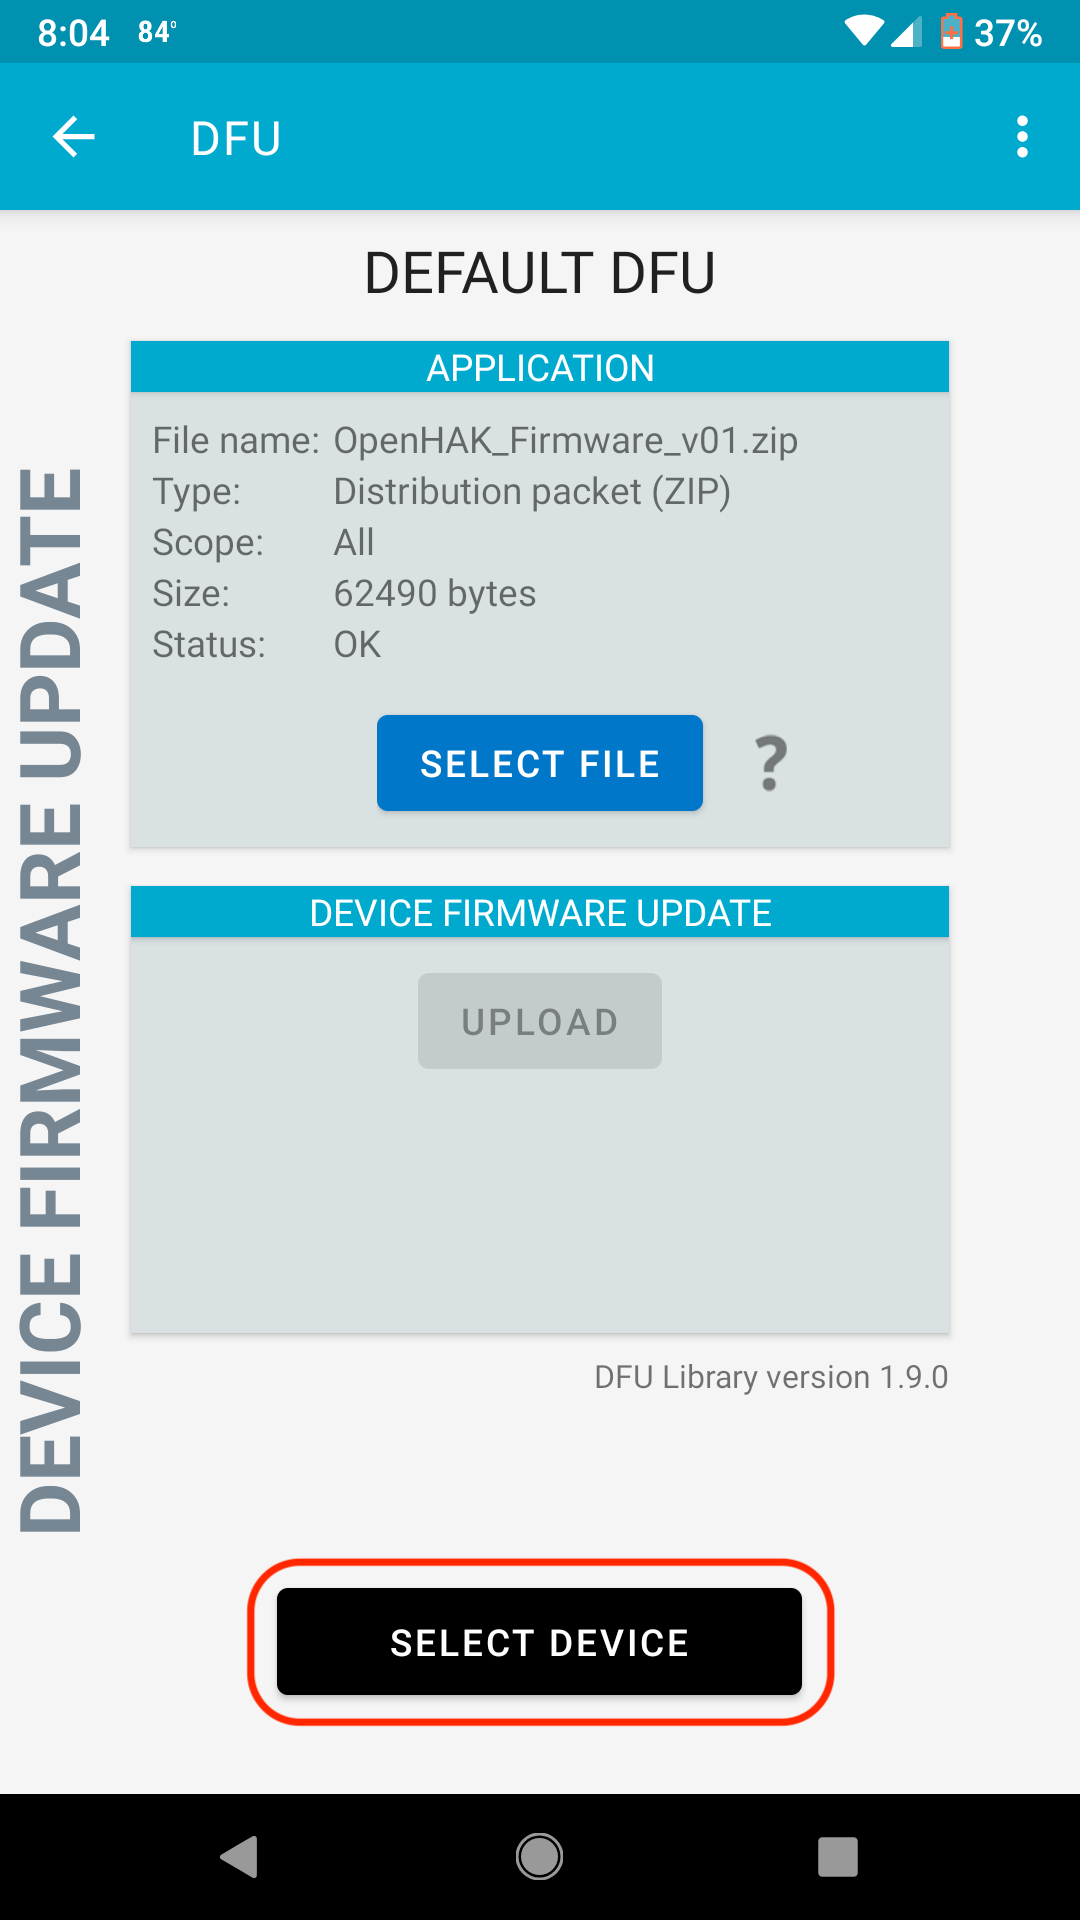 8:04 84° 37%
DFU
DEFAULT DFU
APPLICATION
File name: OpenHAK_Firmware_v01.zip
Type: Distribution packet (ZIP)
Scope: All
Size: 62490 bytes
Status: OK
SELECT FILE ?
DEVICE FIRMWARE UPDATE
UPLOAD
DFU Library version 1.9.0
DEVICE FIRMWARE UPDATE
SELECT DEVICE